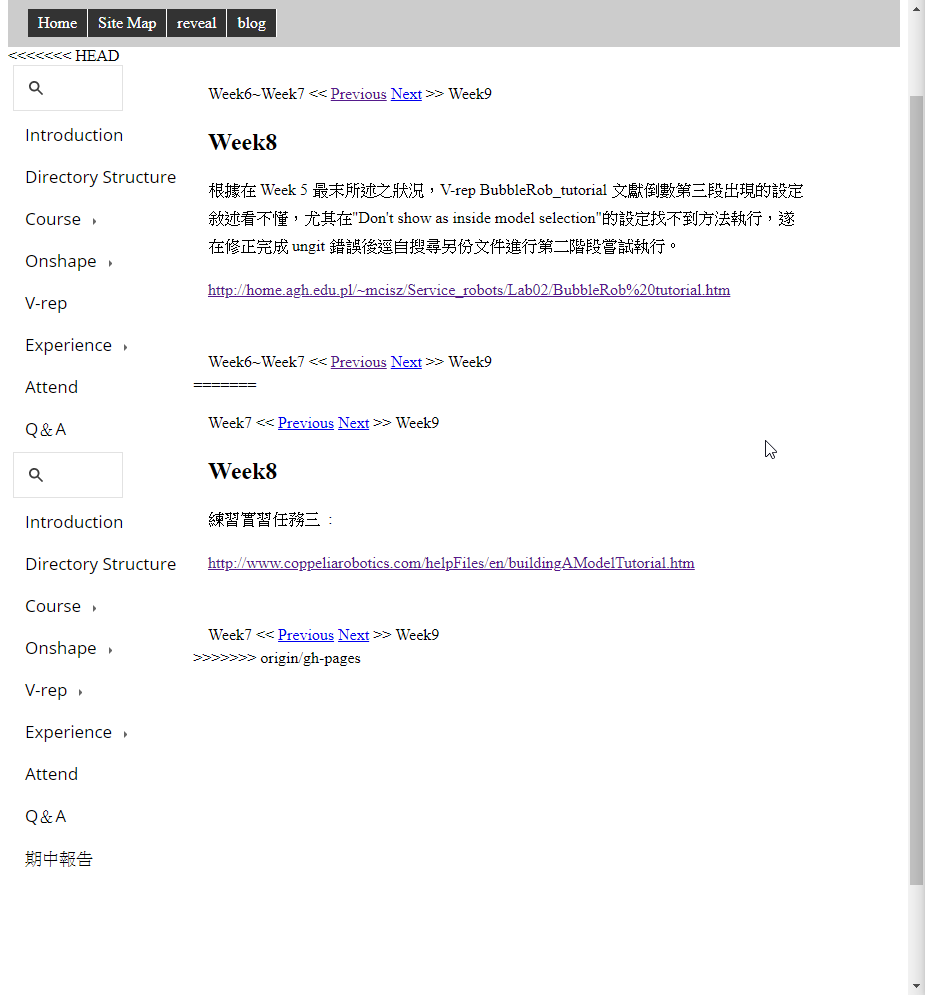 Home Site Map reveal blog
<<<<<<< HEAD
Introduction
Directory Structure
Course
Onshape
V-rep
Experience
Attend
Q＆A
Week6~Week7 << Previous Next >> Week9
Week8
根據在 Week 5 最末所述之狀況，V-rep BubbleRob_tutorial 文獻倒數第三段出現的設定
敘述看不懂，尤其在"Don't show as inside model selection"的設定找不到方法執行，遂
在修正完成 ungit 錯誤後逕自搜尋另份文件進行第二階段嘗試執行。
http://home.agh.edu.pl/~mcisz/Service_robots/Lab02/BubbleRob%20tutorial.htm
Week6~Week7 << Previous Next >> Week9
=======
Introduction
Directory Structure
Course
Onshape
V-rep
Experience
Attend
Q＆A
期中報告
Week7 << Previous Next >> Week9
Week8
練習實習任務三：
http://www.coppeliarobotics.com/helpFiles/en/buildingAModelTutorial.htm
Week7 << Previous Next >> Week9
>>>>>>> origin/gh-pages